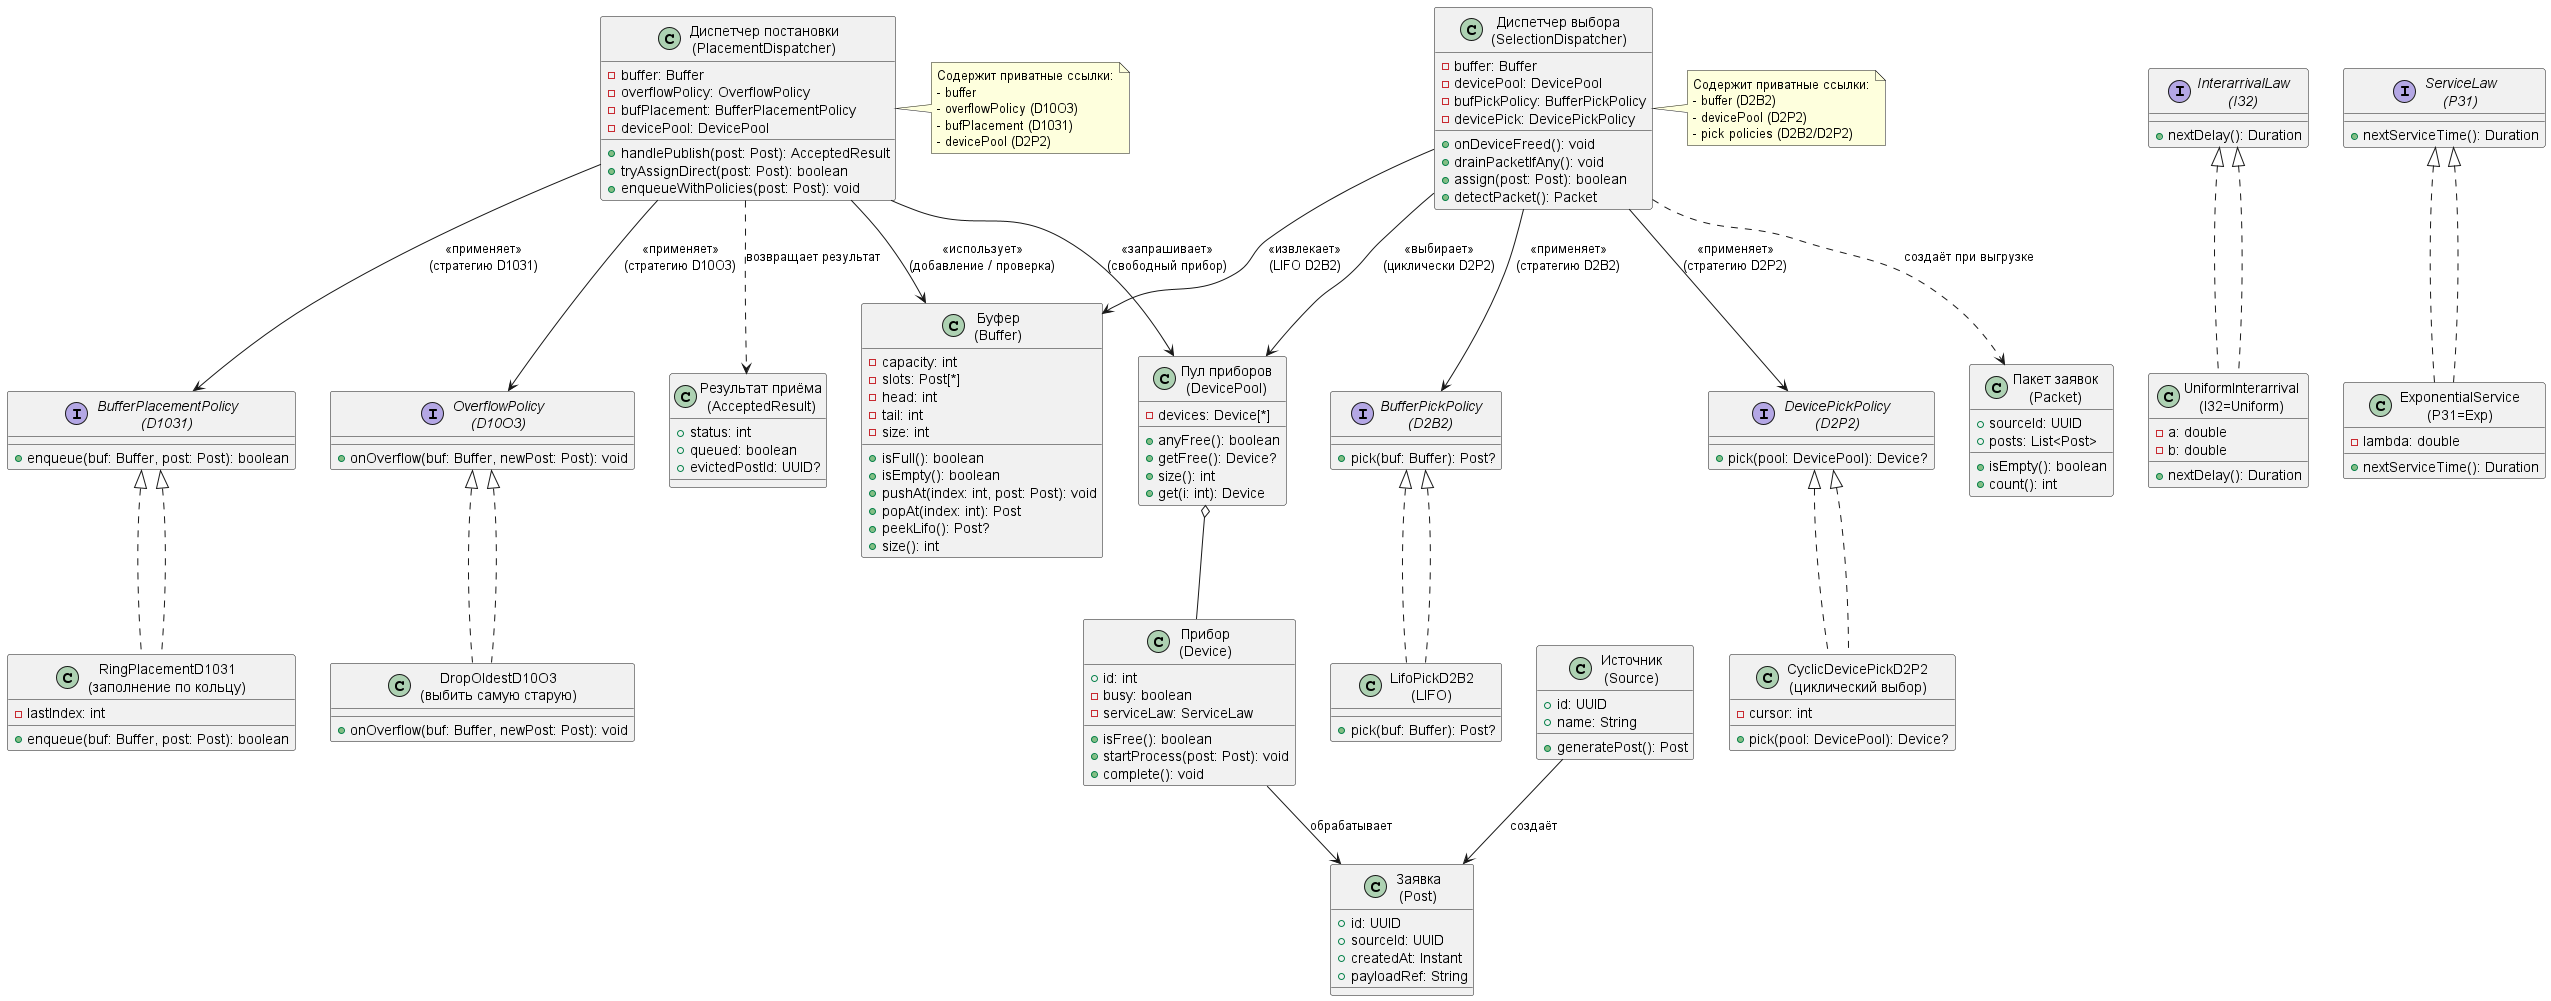 Диспетчер постановки
(PlacementDispatcher)
buffer: Buffer
overflowPolicy: OverflowPolicy
bufPlacement: BufferPlacementPolicy
devicePool: DevicePool
handlePublish(post: Post): AcceptedResult
tryAssignDirect(post: Post): boolean
enqueueWithPolicies(post: Post): void
Содержит приватные ссылки:
- buffer
- overflowPolicy (D10O3)
- bufPlacement (D1031)
- devicePool (D2P2)
Диспетчер выбора
(SelectionDispatcher)
buffer: Buffer
devicePool: DevicePool
bufPickPolicy: BufferPickPolicy
devicePick: DevicePickPolicy
onDeviceFreed(): void
drainPacketIfAny(): void
assign(post: Post): boolean
detectPacket(): Packet
Содержит приватные ссылки:
- buffer (D2B2)
- devicePool (D2P2)
- pick policies (D2B2/D2P2)
InterarrivalLaw
(I32)
nextDelay(): Duration
ServiceLaw
(P31)
nextServiceTime(): Duration
«применяет»
(стратегию D1031)
«применяет»
(стратегию D10O3)
возвращает результат
«использует»
(добавление / проверка)
«запрашивает»
(свободный прибор)
«извлекает»
(LIFO D2B2)
«выбирает»
(циклически D2P2)
«применяет»
(стратегию D2B2)
«применяет»
(стратегию D2P2)
создаёт при выгрузке
BufferPlacementPolicy
(D1031)
enqueue(buf: Buffer, post: Post): boolean
OverflowPolicy
(D10O3)
onOverflow(buf: Buffer, newPost: Post): void
Результат приёма
(AcceptedResult)
status: int
queued: boolean
evictedPostId: UUID?
Буфер
(Buffer)
capacity: int
slots: Post[*]
head: int
tail: int
size: int
isFull(): boolean
isEmpty(): boolean
pushAt(index: int, post: Post): void
popAt(index: int): Post
peekLifo(): Post?
size(): int
Пул приборов
(DevicePool)
devices: Device[*]
anyFree(): boolean
getFree(): Device?
size(): int
get(i: int): Device
BufferPickPolicy
(D2B2)
pick(buf: Buffer): Post?
DevicePickPolicy
(D2P2)
pick(pool: DevicePool): Device?
Пакет заявок
(Packet)
sourceId: UUID
posts: List<Post>
isEmpty(): boolean
count(): int
UniformInterarrival
(I32=Uniform)
a: double
b: double
nextDelay(): Duration
ExponentialService
(P31=Exp)
lambda: double
nextServiceTime(): Duration
RingPlacementD1031
(заполнение по кольцу)
lastIndex: int
enqueue(buf: Buffer, post: Post): boolean
DropOldestD10O3
(выбить самую старую)
onOverflow(buf: Buffer, newPost: Post): void
Прибор
(Device)
id: int
busy: boolean
serviceLaw: ServiceLaw
isFree(): boolean
startProcess(post: Post): void
complete(): void
LifoPickD2B2
(LIFO)
pick(buf: Buffer): Post?
Источник
(Source)
id: UUID
name: String
generatePost(): Post
CyclicDevicePickD2P2
(циклический выбор)
cursor: int
pick(pool: DevicePool): Device?
обрабатывает
создаёт
Заявка
(Post)
id: UUID
sourceId: UUID
createdAt: Instant
payloadRef: String